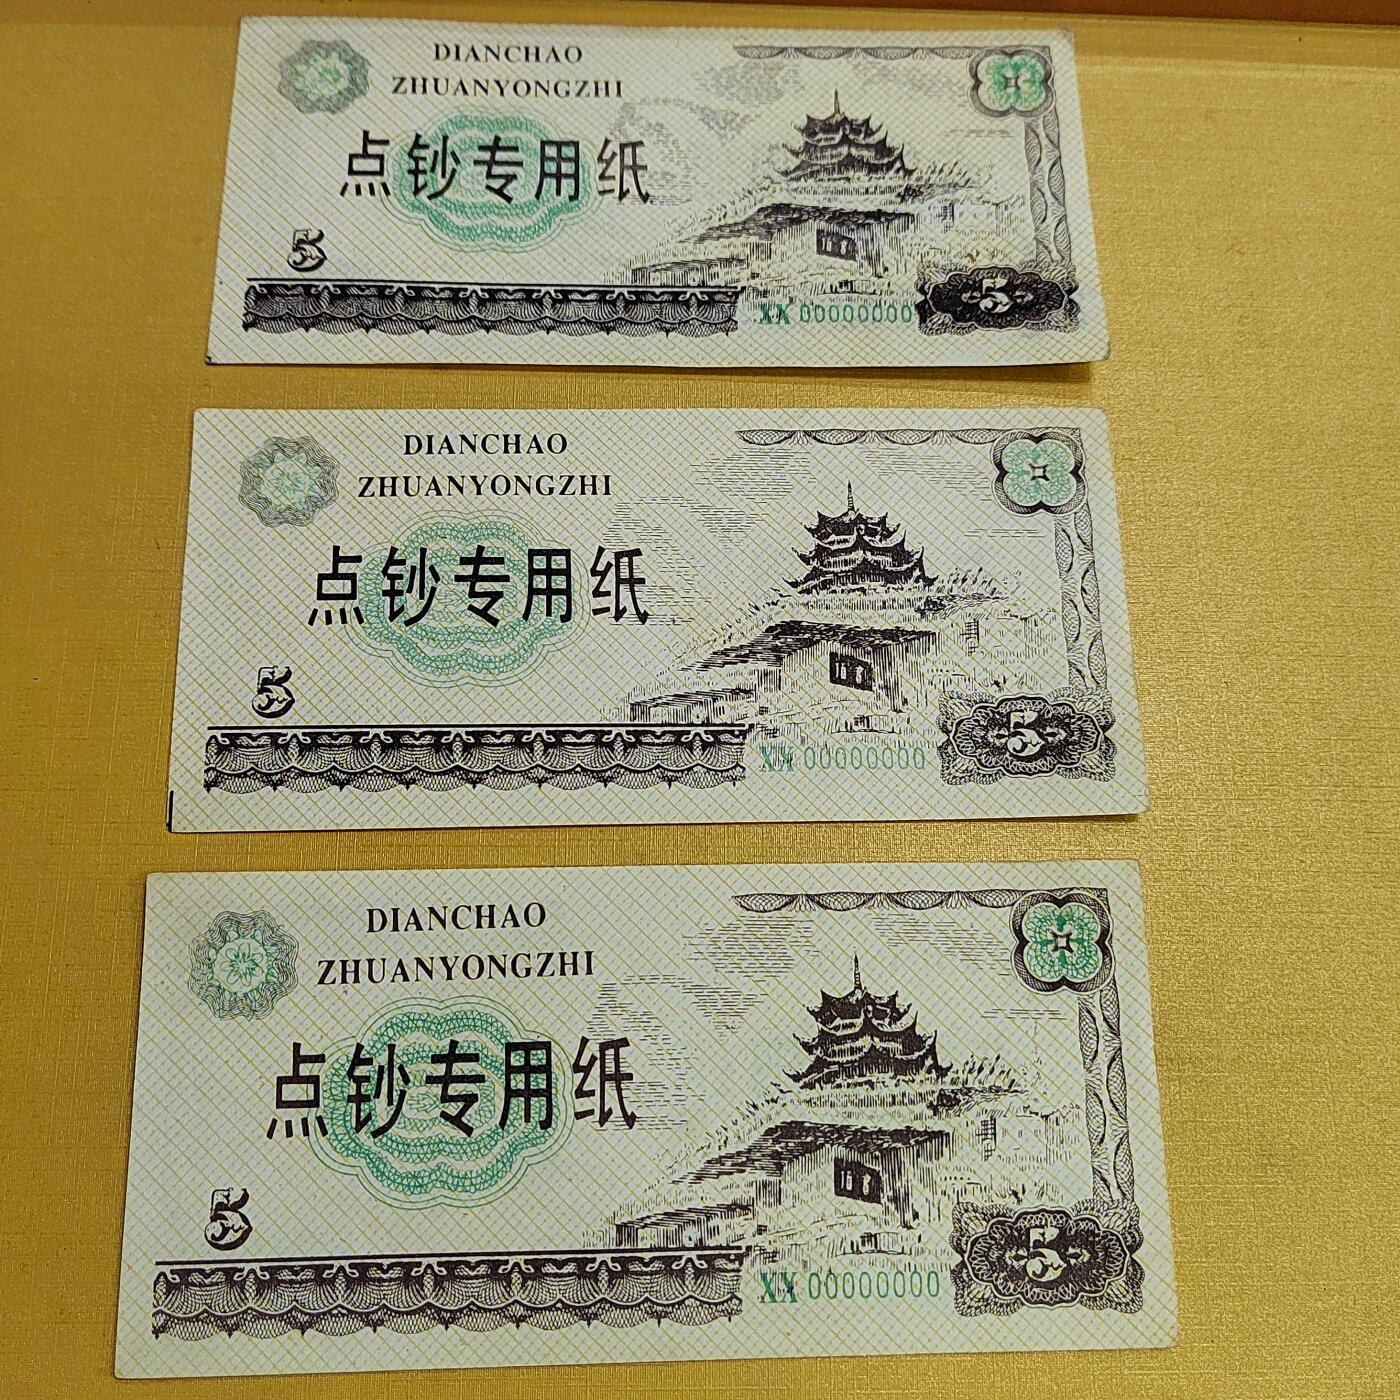 DIANCHAO
ZHUANYONGZHI
点钞专用纸
5
XX 00000000
5
DIANCHAO
ZHUANYONGZHI
点钞专用纸
5
XX 00000000
5
DIANCHAO
ZHUANYONGZHI
点钞专用纸
5
XX 00000000
5